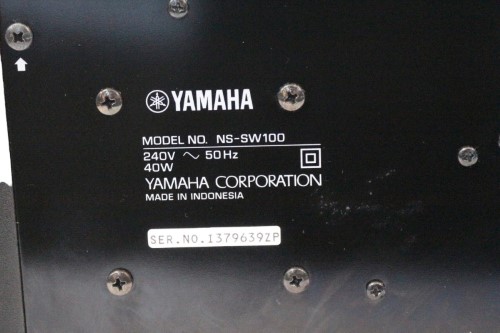 YAMAHA
MODEL NO. NS-SW100
240V ~ 50Hz
40W
YAMAHA CORPORATION
MADE IN INDONESIA
SER.NO.1379639ZP